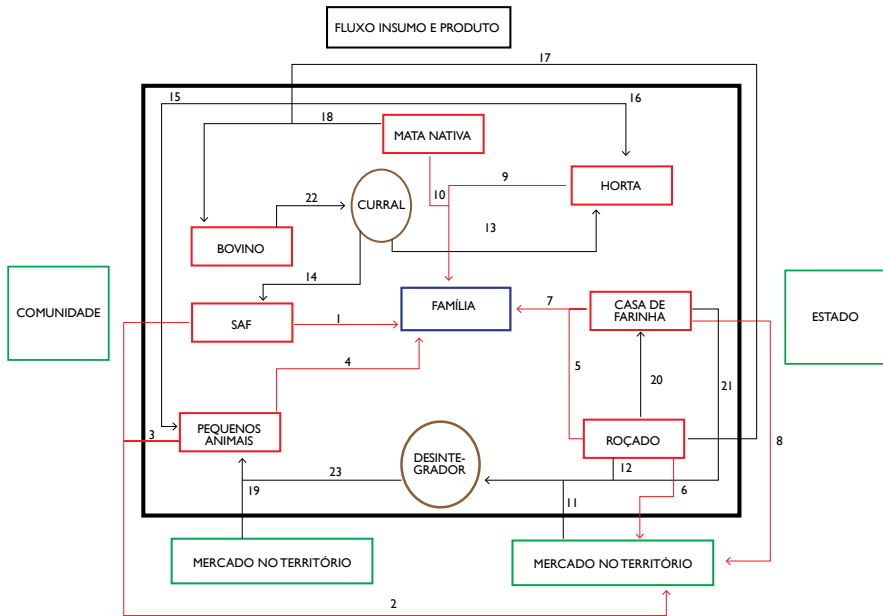 FLUXO INSUMO E PRODUTO
17
15
16
18
MATA NATIVA
9
10
HORTA
22
CURRAL
13
BOVINO
14
COMUNIDADE
FAMÍLIA
7
CASA DE
FARINHA
ESTADO
SAF
1
4
5
20
21
3
PEQUENOS
ANIMAIS
ROÇADO
8
DESINTE-
GRADOR
12
23
19
6
11
MERCADO NO TERRITÓRIO
MERCADO NO TERRITÓRIO
2